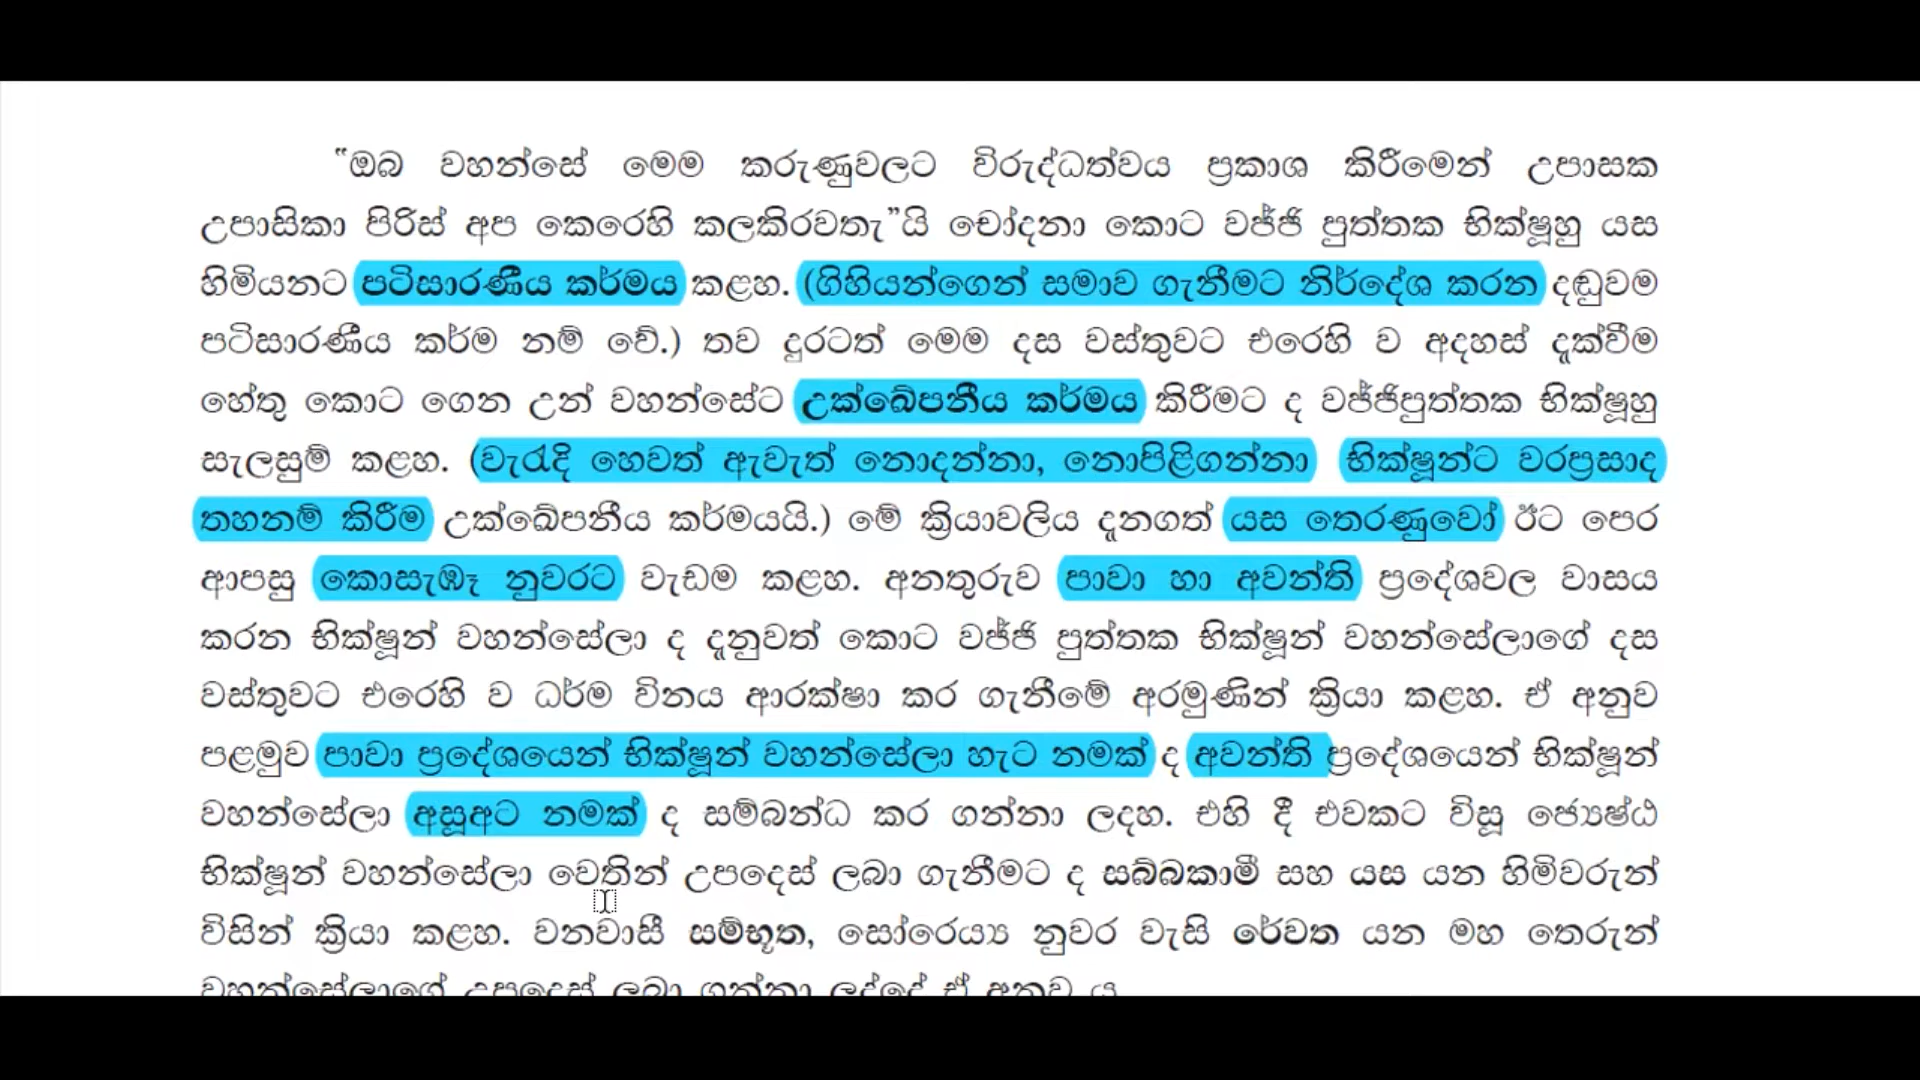 “ඔබ වහන්සේ මෙම කරුණුවලට විරුද්ධත්වය ප්‍රකාශ කිරීමෙන් උපාසක
උපාසිකා පිරිස් අප කෙරෙහි කලකිරවතැ”යි චෝදනා කොට වජ්ජි පුත්තක භික්ෂූහු යස
හිමියනට පටිසාරණීය කර්මය කළහ. (ගිහියන්ගෙන් සමාව ගැනීමට නිර්දේශ කරන දඬුවම
පටිසාරණීය කර්ම නම් වේ.) තව දුරටත් මෙම දස වස්තුවට එරෙහි ව අදහස් දැක්වීම
හේතු කොට ගෙන උන් වහන්සේට උක්ඛේපනීය කර්මය කිරීමට ද වජ්ජිපුත්තක භික්ෂූහු
සැලසුම් කළහ. (වැරැදි හෙවත් ඇවැත් නොදන්නා, නොපිළිගන්නා භික්ෂූන්ට වරප්‍රසාද
තහනම් කිරීම උක්ඛේපනීය කර්මයයි.) මේ ක්‍රියාවලිය දැනගත් යස තෙරණුවෝ ඊට පෙර
ආපසු කොසැඹෑ නුවරට වැඩම කළහ. අනතුරුව පාවා හා අවන්ති ප්‍රදේශවල වාසය
කරන භික්ෂූන් වහන්සේලා ද දැනුවත් කොට වජ්ජි පුත්තක භික්ෂූන් වහන්සේලාගේ දස
වස්තුවට එරෙහි ව ධර්ම විනය ආරක්ෂා කර ගැනීමේ අරමුණින් ක්‍රියා කළහ. ඒ අනුව
පළමුව පාවා ප්‍රදේශයෙන් භික්ෂූන් වහන්සේලා හැට නමක් ද අවන්ති ප්‍රදේශයෙන් භික්ෂූන්
වහන්සේලා අසූඅට නමක් ද සම්බන්ධ කර ගන්නා ලදහ. එහි දී එවකට විසූ ජ්‍යෙෂ්ඨ
භික්ෂූන් වහන්සේලා වෙතින් උපදෙස් ලබා ගැනීමට ද සබ්බකාමී සහ යස යන හිමිවරුන්
විසින් ක්‍රියා කළහ. වනවාසී සම්භූත, සෝරෙය්‍ය නුවර වැසි රේවත යන මහ තෙරුන්
වහන්සේලාගේ උපදෙස් ලබා ගන්නා ලද්දේ ඒ අනුව ය